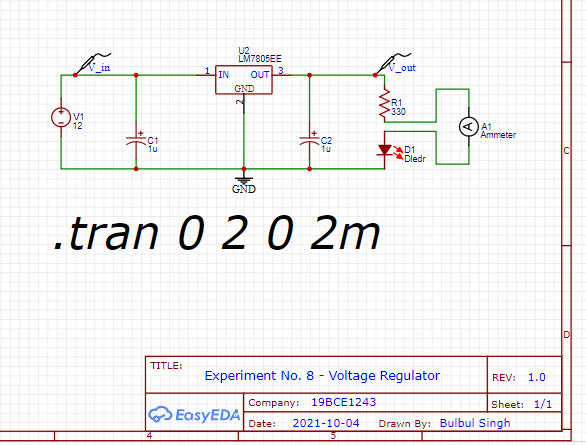 U2
LM7805EE
V_in
1 IN OUT 3
V_out
GND
2
R1
330
V1
12
C1
1u
C2
1u
A
A1
Ammeter
D1
Dledr
GND
C
.tran 0 2 0 2m
D
TITLE:
Experiment No. 8 - Voltage Regulator
REV: 1.0
EasyEDA
Company: 19BCE1243
Sheet: 1/1
Date: 2021-10-04 Drawn By: Bulbul Singh
4 5